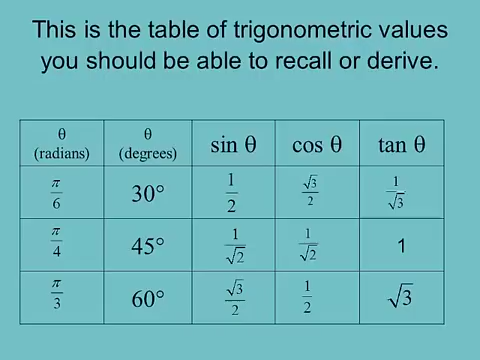 This is the table of trigonometric values
you should be able to recall or derive.
θ (radians) θ (degrees) sin θ cos θ tan θ
π/6 30° 1/2 √3/2 1/√3
π/4 45° 1/√2 1/√2 1
π/3 60° √3/2 1/2 √3